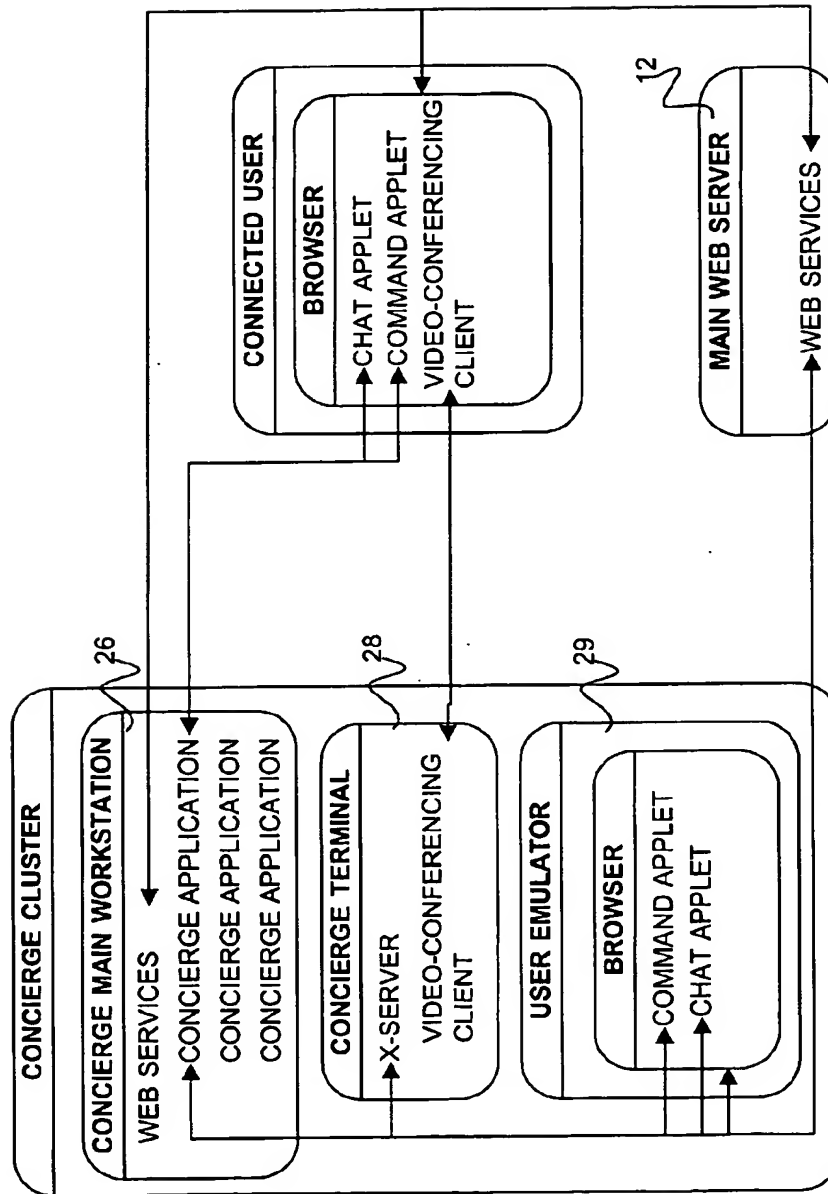 CONCIERGE CLUSTER
CONCIERGE MAIN WORKSTATION
26
WEB SERVICES
CONCIERGE APPLICATION
CONCIERGE APPLICATION
CONCIERGE APPLICATION
CONCIERGE TERMINAL
28
X-SERVER
VIDEO-CONFERENCING
CLIENT
USER EMULATOR
29
BROWSER
COMMAND APPLET
CHAT APPLET
CONNECTED USER
BROWSER
CHAT APPLET
COMMAND APPLET
VIDEO-CONFERENCING
CLIENT
MAIN WEB SERVER
12
WEB SERVICES